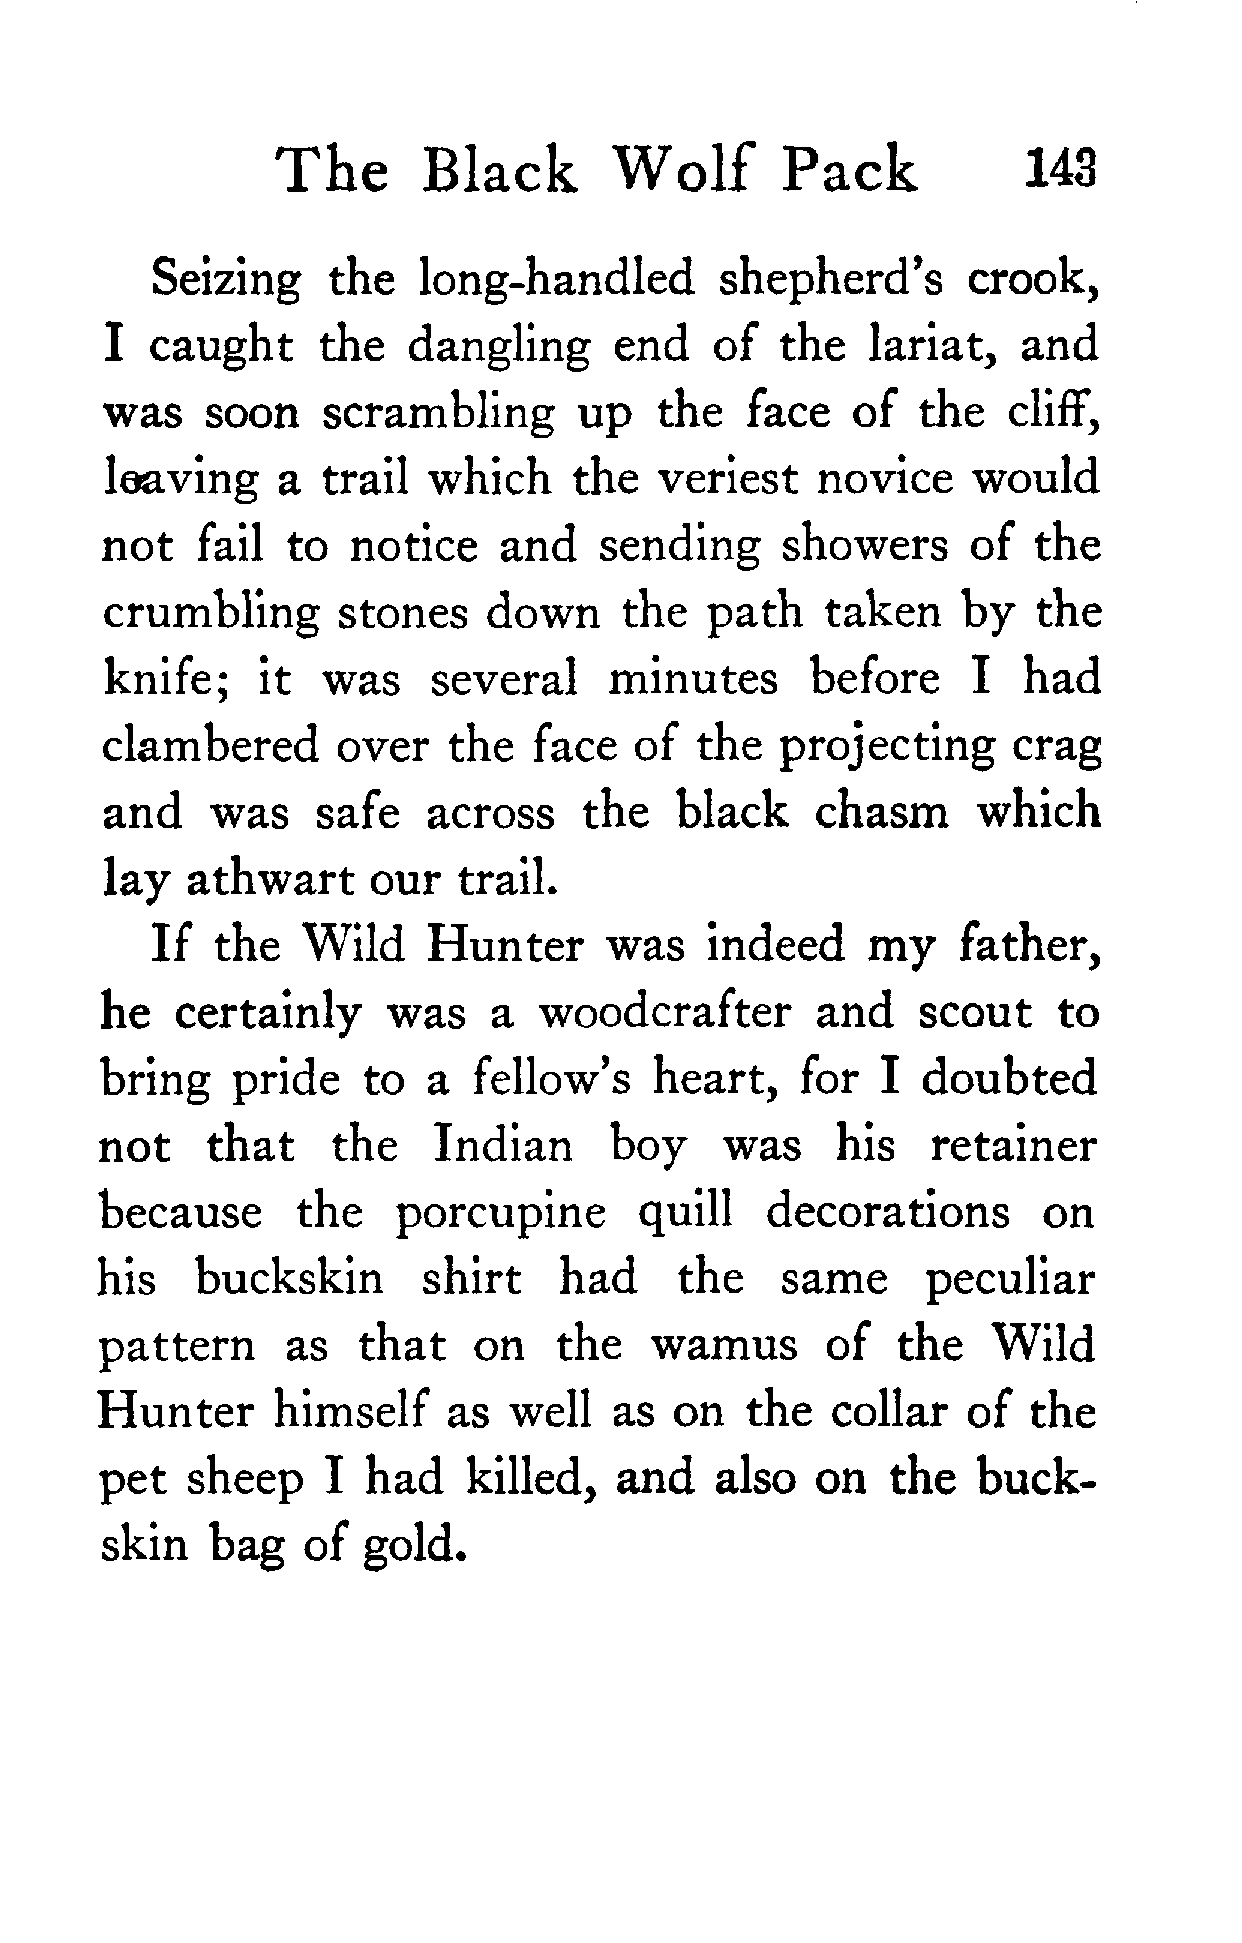 The Black Wolf Pack 143
Seizing the long-handled shepherd's crook,
I caught the dangling end of the lariat, and
was soon scrambling up the face of the cliff,
leaving a trail which the veriest novice would
not fail to notice and sending showers of the
crumbling stones down the path taken by the
knife; it was several minutes before I had
clambered over the face of the projecting crag
and was safe across the black chasm which
lay athwart our trail.
If the Wild Hunter was indeed my father,
he certainly was a woodcrafter and scout to
bring pride to a fellow's heart, for I doubted
not that the Indian boy was his retainer
because the porcupine quill decorations on
his buckskin shirt had the same peculiar
pattern as that on the wamus of the Wild
Hunter himself as well as on the collar of the
pet sheep I had killed, and also on the buck-
skin bag of gold.